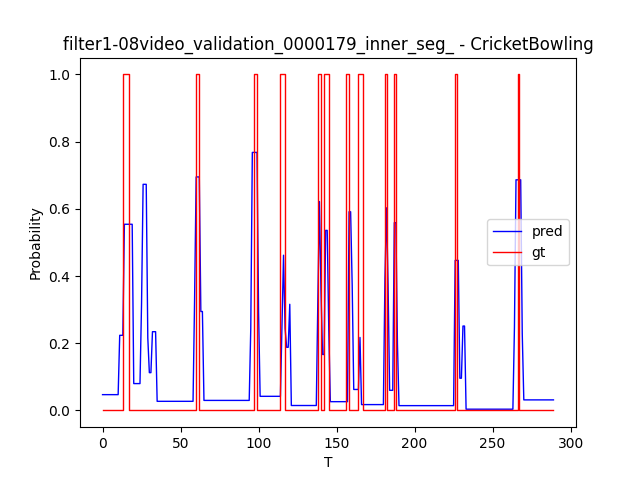 filter1-08video_validation_0000179_inner_seg_ - CricketBowling
1.0
0.8
0.6
0.4
0.2
0.0
Probability
pred
gt
0
50
100
150
200
250
300
T